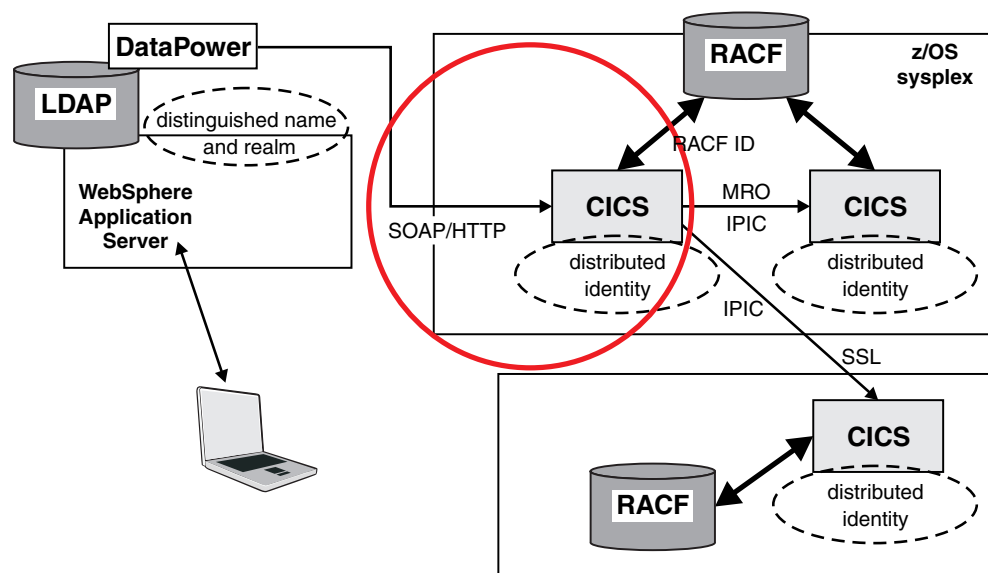 DataPower
LDAP
distinguished name
and realm
WebSphere
Application
Server
RACF
z/OS
sysplex
RACF ID
CICS
MRO
IPIC
CICS
SOAP/HTTP
distributed
identity
distributed
identity
IPIC
SSL
CICS
RACF
distributed
identity